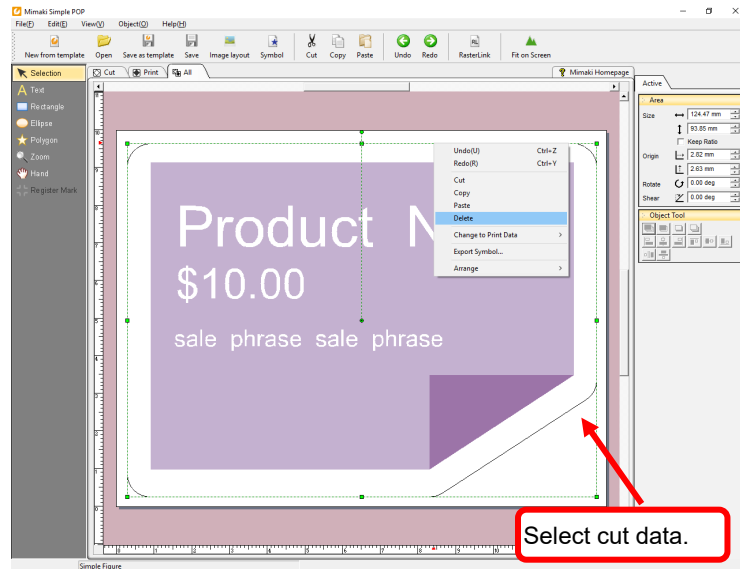 Mimaki Simple POP
File(F) Edit(E) View(V) Object(O) Help(H)
New from template Open Save as template Save Image layout Symbol Cut Copy Paste Undo Redo RasterLink Fit on Screen
Selection
Text
Rectangle
Ellipse
Polygon
Zoom
Hand
Register Mark
Cut Print All Mimaki Homepage
Product N
$10.00
sale phrase sale phrase
Undo(U) Ctrl+Z
Redo(R) Ctrl+Y
Cut
Copy
Paste
Delete
Change to Print Data >
Export Symbol...
Arrange >
Active
Area
Size 124.47 mm
93.85 mm
Keep Ratio
Origin 2.82 mm
2.63 mm
Rotate 0.00 deg
Shear 0.00 deg
Object Tool
Select cut data.
Simple Figure